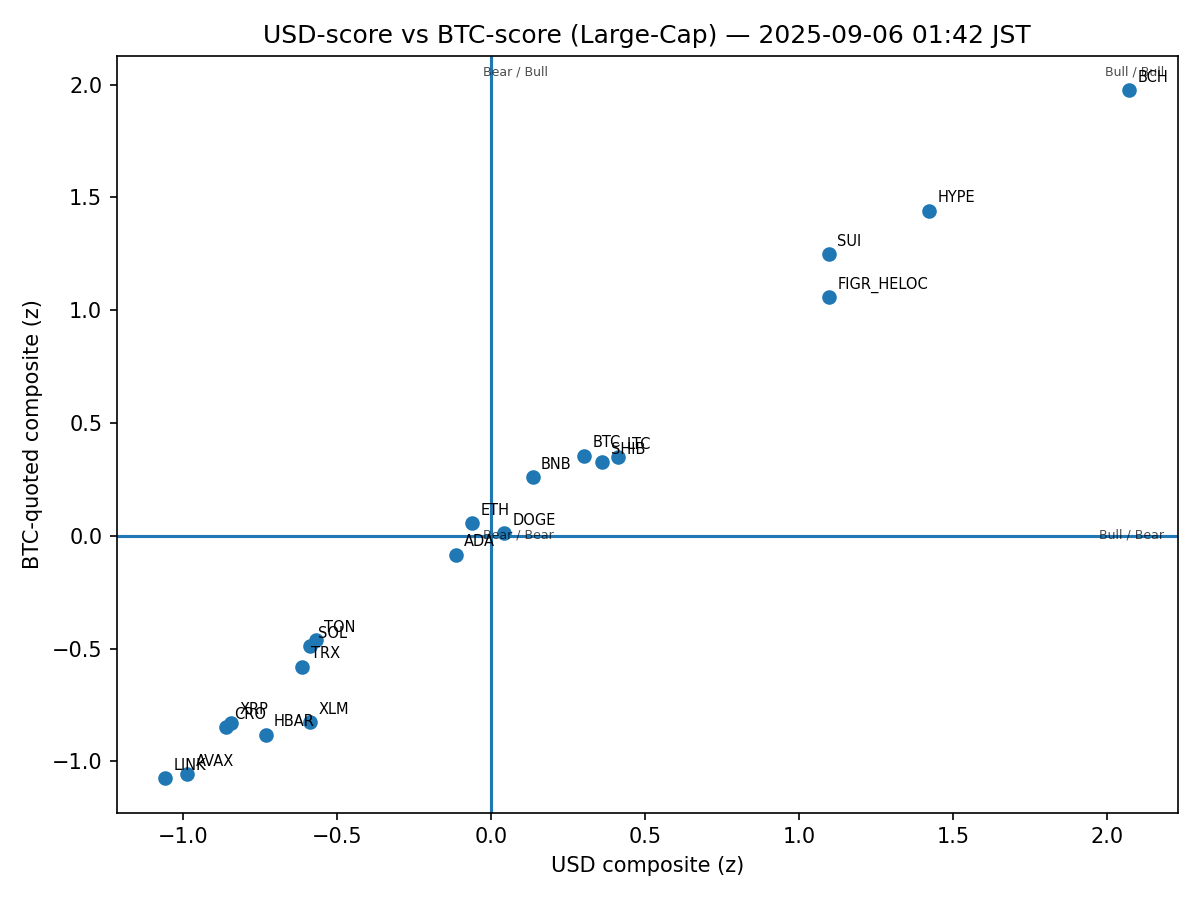 USD-score vs BTC-score (Large-Cap) — 2025-09-06 01:42 JST
Bear / Bull
Bull / Bull
BCH
HYPE
SUI
FIGR_HELOC
BTC
LTC
SHIB
BNB
ETH
DOGE
Bear / Bear
Bull / Bear
ADA
TON
SOL
TRX
XRP
CRO
XLM
HBAR
AVAX
LINK
2.0
1.5
1.0
0.5
0.0
−0.5
−1.0
BTC-quoted composite (z)
−1.0
−0.5
0.0
0.5
1.0
1.5
2.0
USD composite (z)